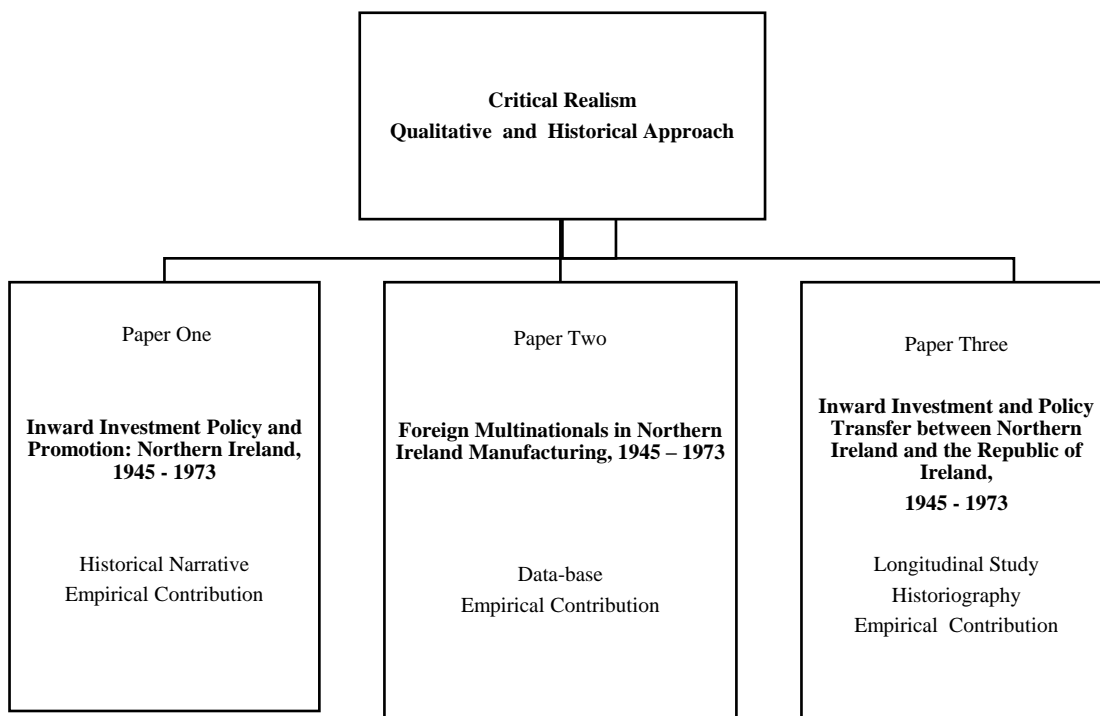 Critical Realism
Qualitative and Historical Approach
Paper One
Inward Investment Policy and
Promotion: Northern Ireland,
1945 - 1973
Historical Narrative
Empirical Contribution
Paper Two
Foreign Multinationals in Northern
Ireland Manufacturing, 1945 – 1973
Data-base
Empirical Contribution
Paper Three
Inward Investment and Policy
Transfer between Northern
Ireland and the Republic of
Ireland,
1945 - 1973
Longitudinal Study
Historiography
Empirical Contribution